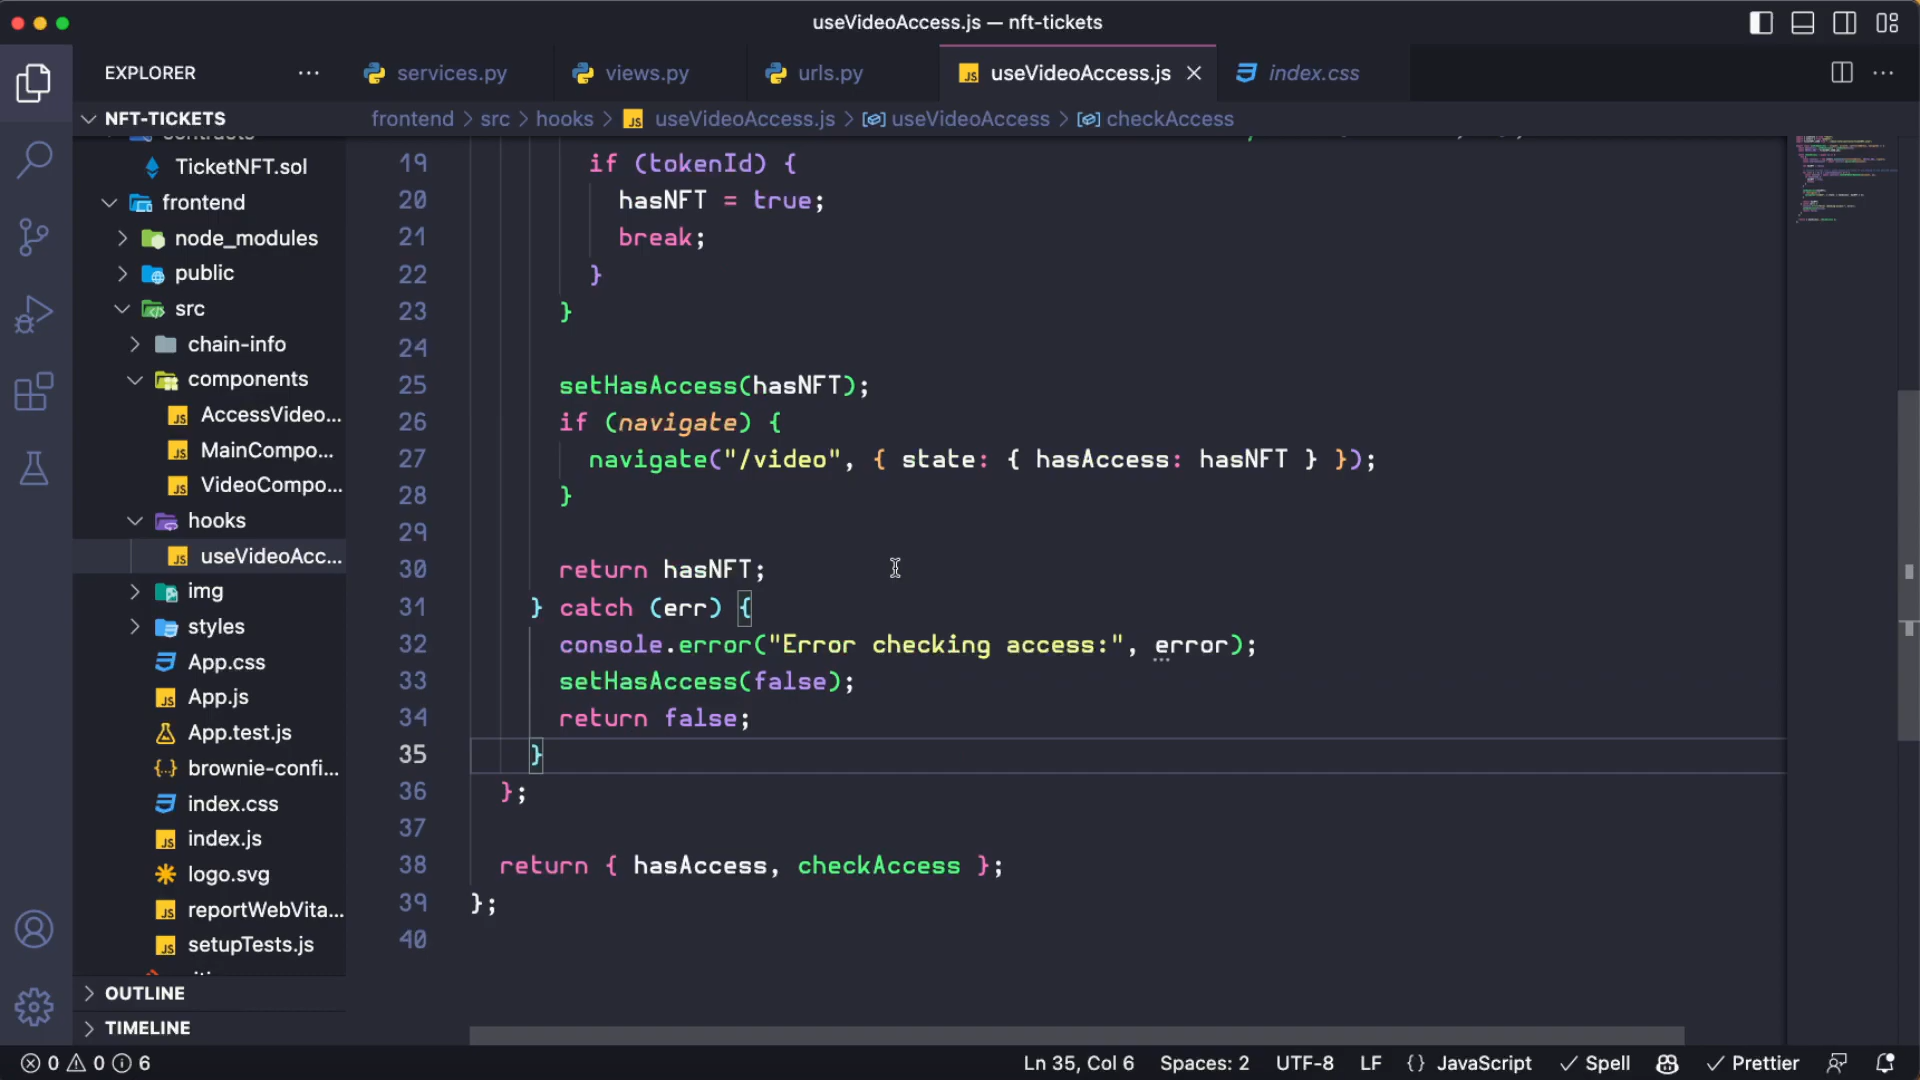 useVideoAccess.js — nft-tickets
EXPLORER
services.py
views.py
urls.py
useVideoAccess.js
index.css
NFT-TICKETS
frontend > src > hooks > useVideoAccess.js > useVideoAccess > checkAccess
contracts
TicketNFT.sol
frontend
node_modules
public
src
chain-info
components
AccessVideo...
MainCompo...
VideoCompo...
hooks
useVideoAcc...
img
styles
App.css
App.js
App.test.js
brownie-confi...
index.css
index.js
logo.svg
reportWebVita...
setupTests.js
OUTLINE
TIMELINE
19 if (tokenId) {
20 hasNFT = true;
21 break;
22 }
23 }
24
25 setHasAccess(hasNFT);
26 if (navigate) {
27 navigate("/video", { state: { hasAccess: hasNFT } });
28 }
29
30 return hasNFT;
31 } catch (err) {
32 console.error("Error checking access:", error);
33 setHasAccess(false);
34 return false;
35 }
36 };
37
38 return { hasAccess, checkAccess };
39 };
40
0 0 6
Ln 35, Col 6 Spaces: 2 UTF-8 LF {} JavaScript Spell Prettier